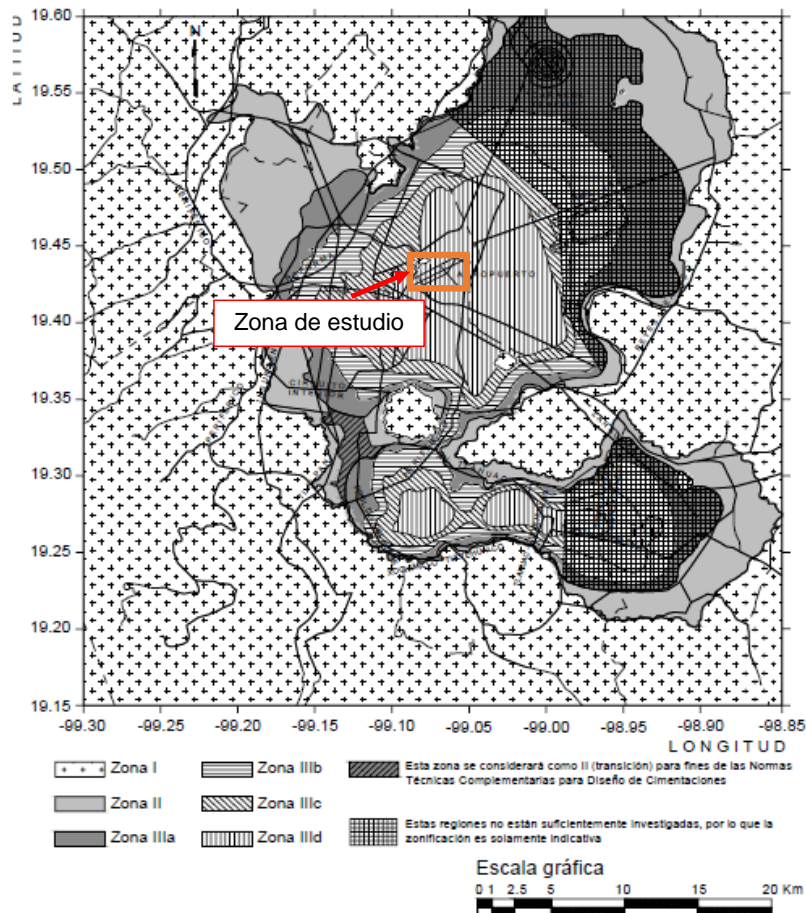 LATITUD
19.60
N
19.55
19.50
PERIFERICO
19.45
AEROPUERTO
Zona de estudio
19.40
CIRCUITO
INTERIOR
19.35
PERIFERICO
19.30
19.25
19.20
19.15
-99.30 -99.25 -99.20 -99.15 -99.10 -99.05 -99.00 -98.95 -98.90 -98.85
LONGITUD
Zona I
Zona IIIb
Esta zona se considerará como II (transición) para fines de las Normas
Técnicas Complementarias para Diseño de Cimentaciones
Zona II
Zona IIIc
Zona IIIa
Zona IIId
Estas regiones no están suficientemente investigadas, por lo que la
zonificación es solamente indicativa
Escala gráfica
0 1 2.5 5 10 15 20 Km